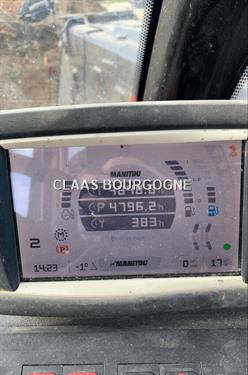 MANITOU
CLAAS BOURGOGNE
P 4796.2 h
Y 383 h
2
M
(P)
14:23 -1° MANITOU 0 17